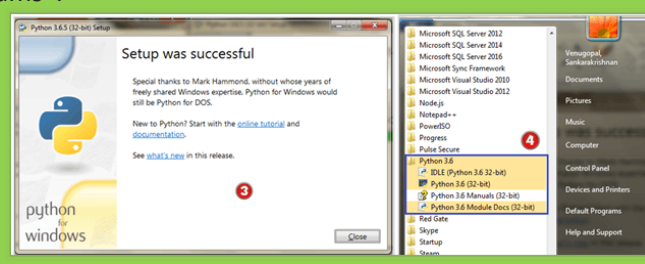 Python 3.6.5 (32-bit) Setup
Setup was successful
Special thanks to Mark Hammond, without whose years of
freely shared Windows expertise, Python for Windows would
still be Python for DOS.
New to Python? Start with the online tutorial and
documentation.
See what's new in this release.
3
python
for
windows
Close
Microsoft SQL Server 2012
Microsoft SQL Server 2014
Microsoft SQL Server 2016
Microsoft Sync Framework
Microsoft Visual Studio 2010
Microsoft Visual Studio 2012
Node.js
Notepad++
PowerISO
Progress
Pulse Secure
4
Python 3.6
IDLE (Python 3.6 32-bit)
Python 3.6 (32-bit)
Python 3.6 Manuals (32-bit)
Python 3.6 Module Docs (32-bit)
Red Gate
Skype
Startup
Steam
Venugopal,
Sankarakrishnan
Documents
Pictures
Music
Computer
Control Panel
Devices and Printers
Default Programs
Help and Support